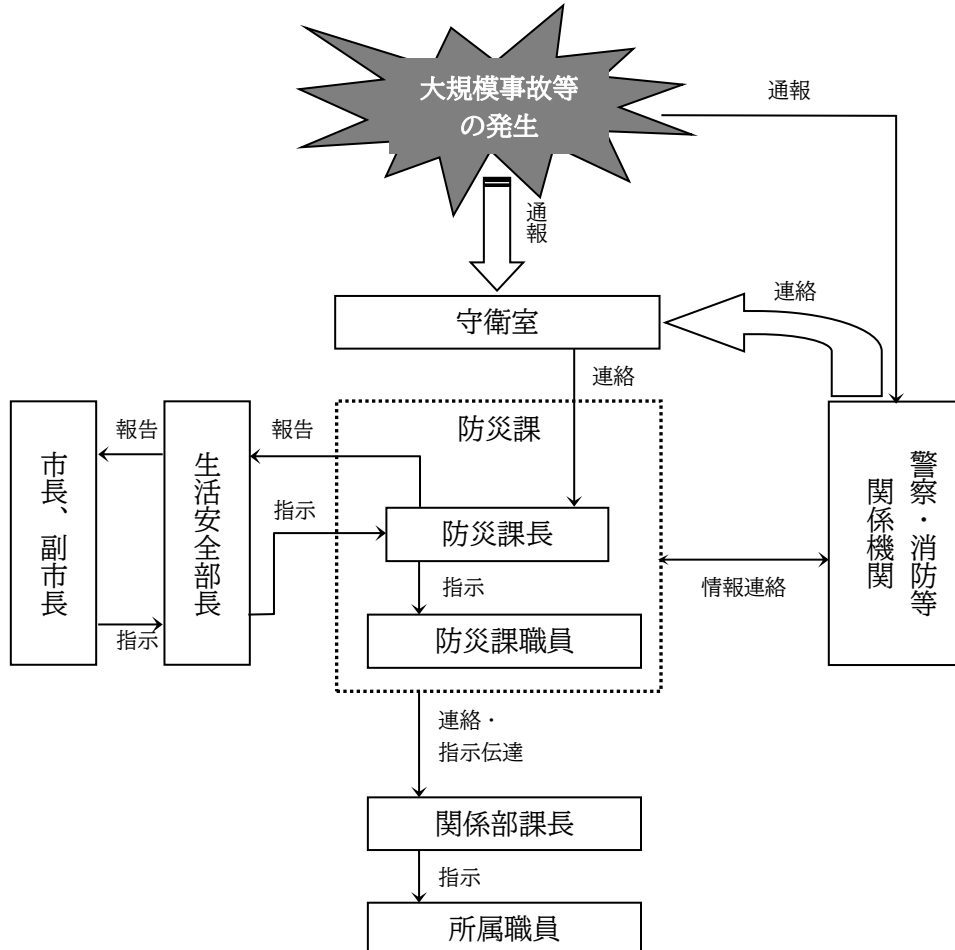 大規模事故等
の発生
通報
通報
連絡
守衛室
連絡
防災課
報告
報告
市長、副市長
生活安全部長
警察・消防等
関係機関
指示
防災課長
指示
情報連絡
指示
防災課職員
連絡・
指示伝達
関係部課長
指示
所属職員